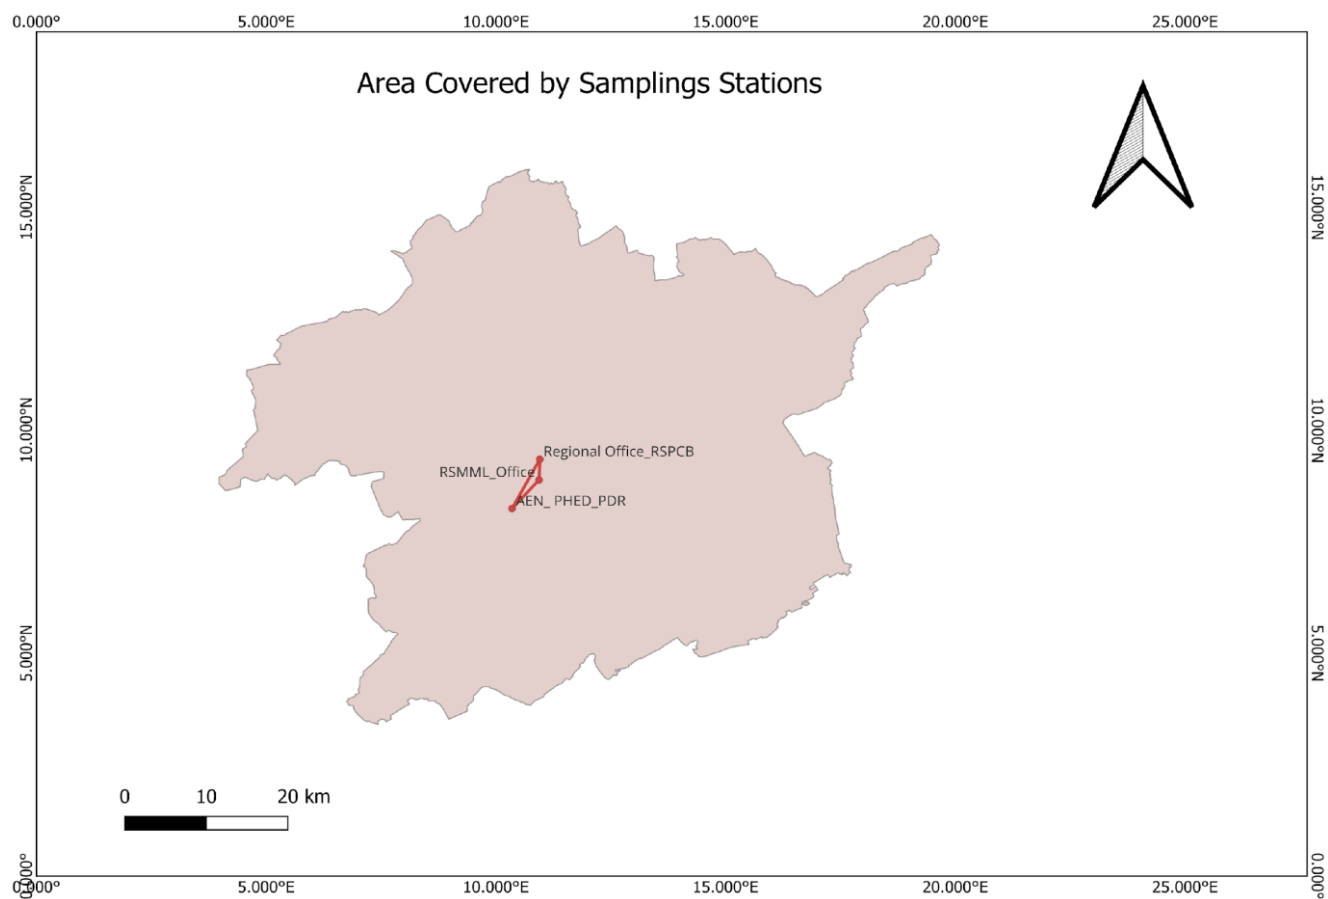 0.000° 5.000°E 10.000°E 15.000°E 20.000°E 25.000°E
Area Covered by Samplings Stations
15.000°N 15.000°N
10.000°N 10.000°N
Regional Office_RSPCB
RSMML_Office
AEN_ PHED_PDR
5.000°N 5.000°N
0 10 20 km
0.000° 0.000°
0.000° 5.000°E 10.000°E 15.000°E 20.000°E 25.000°E